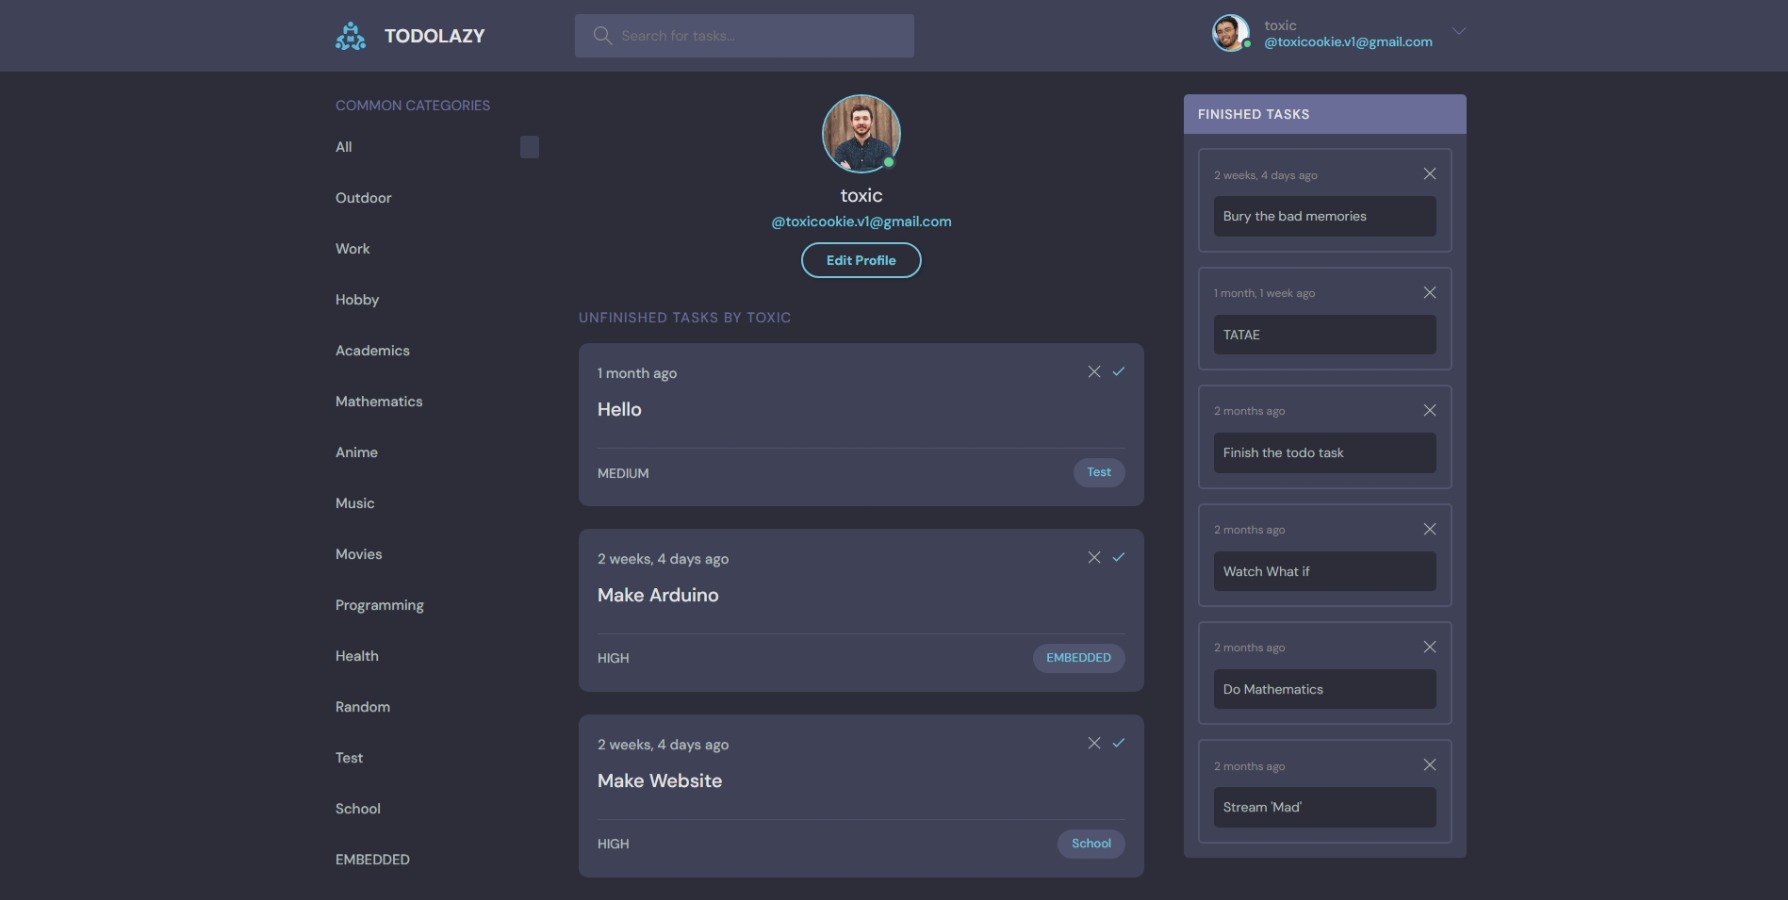 TODOLAZY
Search for tasks...
toxic
@toxicookie.v1@gmail.com
COMMON CATEGORIES
All
Outdoor
Work
Hobby
Academics
Mathematics
Anime
Music
Movies
Programming
Health
Random
Test
School
EMBEDDED
toxic
@toxicookie.v1@gmail.com
Edit Profile
UNFINISHED TASKS BY TOXIC
1 month ago
Hello
MEDIUM Test
2 weeks, 4 days ago
Make Arduino
HIGH EMBEDDED
2 weeks, 4 days ago
Make Website
HIGH School
FINISHED TASKS
2 weeks, 4 days ago
Bury the bad memories
1 month, 1 week ago
TATAE
2 months ago
Finish the todo task
2 months ago
Watch What if
2 months ago
Do Mathematics
2 months ago
Stream 'Mad'